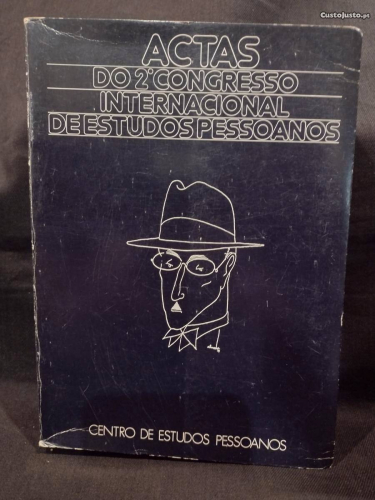 CustoJusto.pt
ACTAS
DO 2º CONGRESSO
INTERNACIONAL
DE ESTUDOS PESSOANOS
CENTRO DE ESTUDOS PESSOANOS